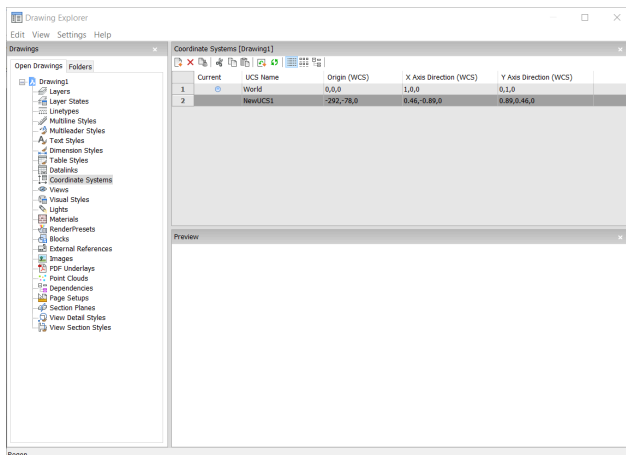 Drawing Explorer
Edit View Settings Help
Drawings
Open Drawings Folders
Drawing1
Layers
Layer States
Linetypes
Multiline Styles
Multileader Styles
Text Styles
Dimension Styles
Table Styles
Datalinks
Coordinate Systems
Views
Visual Styles
Lights
Materials
RenderPresets
Blocks
External References
Images
PDF Underlays
Point Clouds
Dependencies
Page Setups
Section Planes
View Detail Styles
View Section Styles
Coordinate Systems [Drawing1]
Current UCS Name Origin (WCS) X Axis Direction (WCS) Y Axis Direction (WCS)
1 World 0,0,0 1,0,0 0,1,0
2 NewUCS1 -292,-78,0 0.46,-0.89,0 0.89,0.46,0
Preview